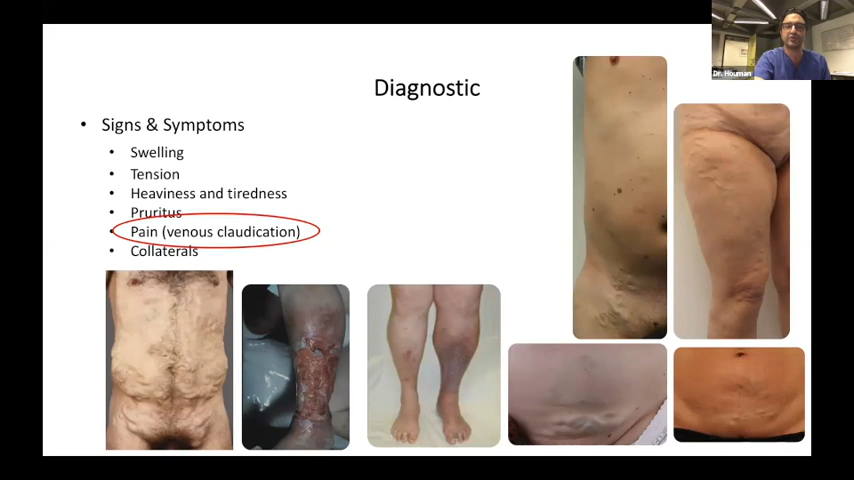 Dr. Houman
Diagnostic
• Signs & Symptoms
• Swelling
• Tension
• Heaviness and tiredness
• Pruritus
• Pain (venous claudication)
• Collaterals